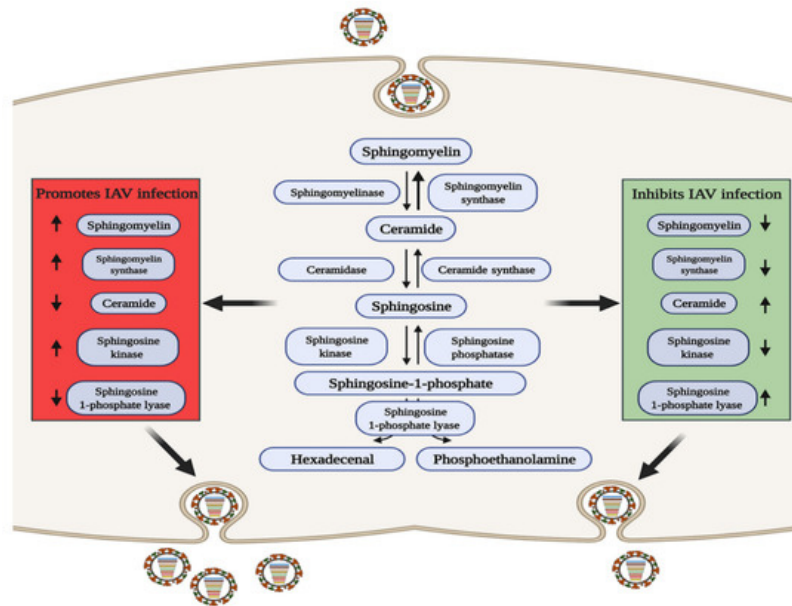 Sphingomyelin
Sphingomyelinase
Sphingomyelin
synthase
Ceramide
Ceramidase
Ceramide synthase
Sphingosine
Sphingosine
kinase
Sphingosine
phosphatase
Sphingosine-1-phosphate
Sphingosine
1-phosphate lyase
Hexadecenal
Phosphoethanolamine
Promotes IAV infection
Sphingomyelin
Sphingomyelin
synthase
Ceramide
Sphingosine
kinase
Sphingosine
1-phosphate lyase
Inhibits IAV infection
Sphingomyelin
Sphingomyelin
synthase
Ceramide
Sphingosine
kinase
Sphingosine
1-phosphate lyase